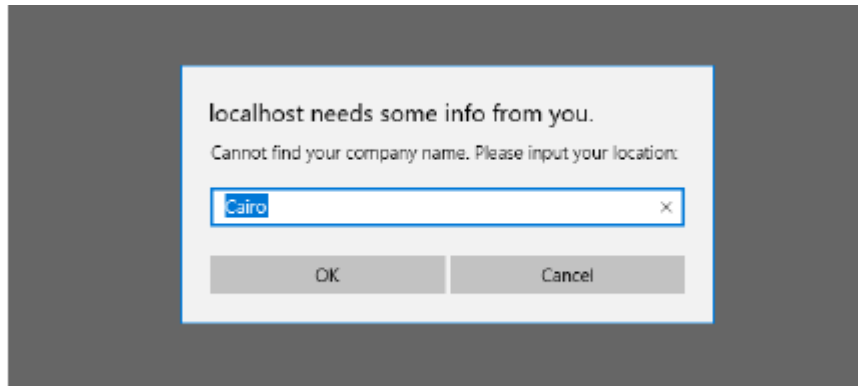 localhost needs some info from you.
Cannot find your company name. Please input your location:
Cairo
OK
Cancel